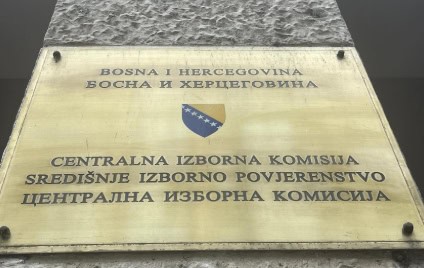 BOSNA I HERCEGOVINA
БОСНА И ХЕРЦЕГОВИНА
CENTRALNA IZBORNA KOMISIJA
SREDIŠNJE IZBORNO POVJERENSTVO
ЦЕНТРАЛНА ИЗБОРНА КОМИСИЈА